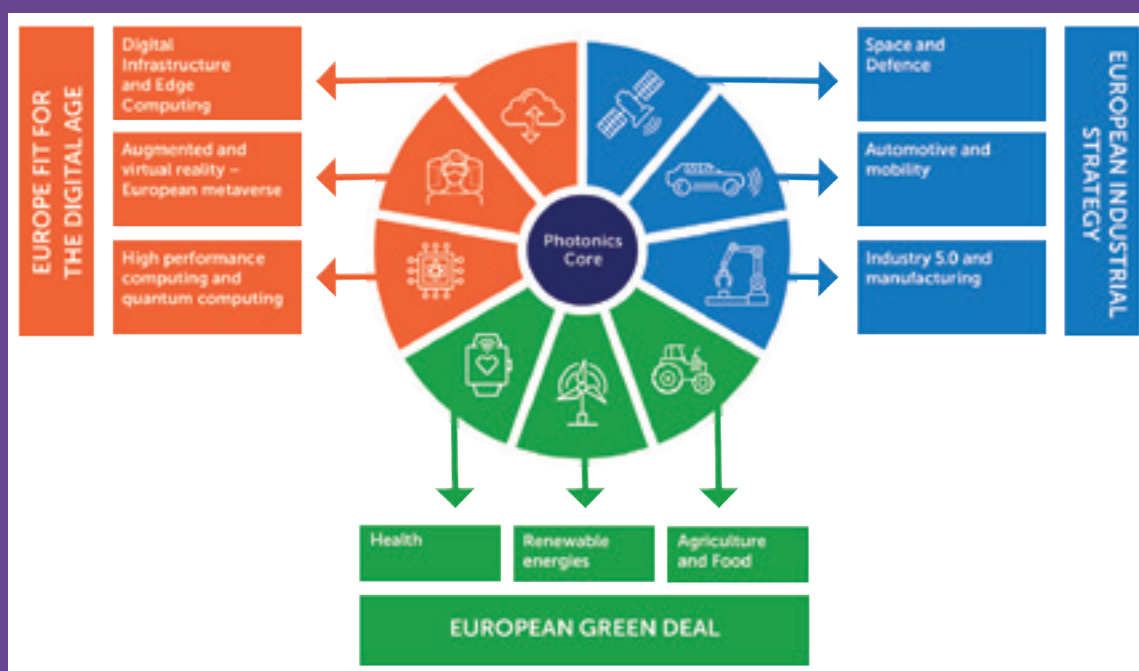 EUROPE FIT FOR
THE DIGITAL AGE
Digital
Infrastructure
and Edge
Computing
Augmented and
virtual reality –
European metaverse
High performance
computing and
quantum computing
Photonics
Core
Space and
Defence
Automotive and
mobility
Industry 5.0 and
manufacturing
EUROPEAN INDUSTRIAL
STRATEGY
Health
Renewable
energies
Agriculture
and Food
EUROPEAN GREEN DEAL